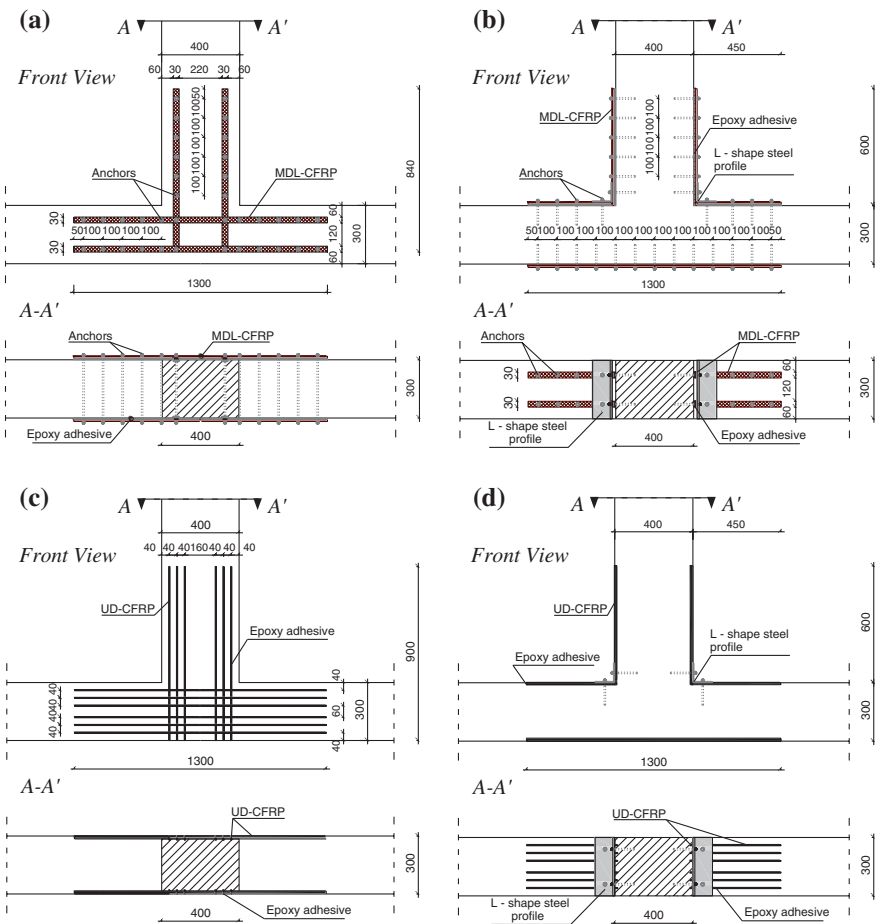 (a)
A A'
400
60 30 220 30 60
Front View
100 100 100 100 100 50
Anchors
MDL-CFRP
840
30
30
50 100 100 100 100
60
120
60
300
1300
A-A'
Anchors
MDL-CFRP
300
Epoxy adhesive
400
(b)
A A'
400 450
Front View
MDL-CFRP
100 100 100 100
Epoxy adhesive
L - shape steel
profile
Anchors
600
50 100 100 100 100 100 100 100 100 100 100 100 100 50
300
1300
A-A'
Anchors
MDL-CFRP
30
30
60
120
60
300
L - shape steel
profile
400
Epoxy adhesive
(c)
A A'
400
40 40 40 160 40 40 40
Front View
UD-CFRP
Epoxy adhesive
900
40
40 40
40 40
40
60
40
300
1300
A-A'
UD-CFRP
300
Epoxy adhesive
400
(d)
A A'
400 450
Front View
UD-CFRP
L - shape steel
profile
Epoxy adhesive
600
300
1300
A-A'
UD-CFRP
300
L - shape steel
profile
400
Epoxy adhesive